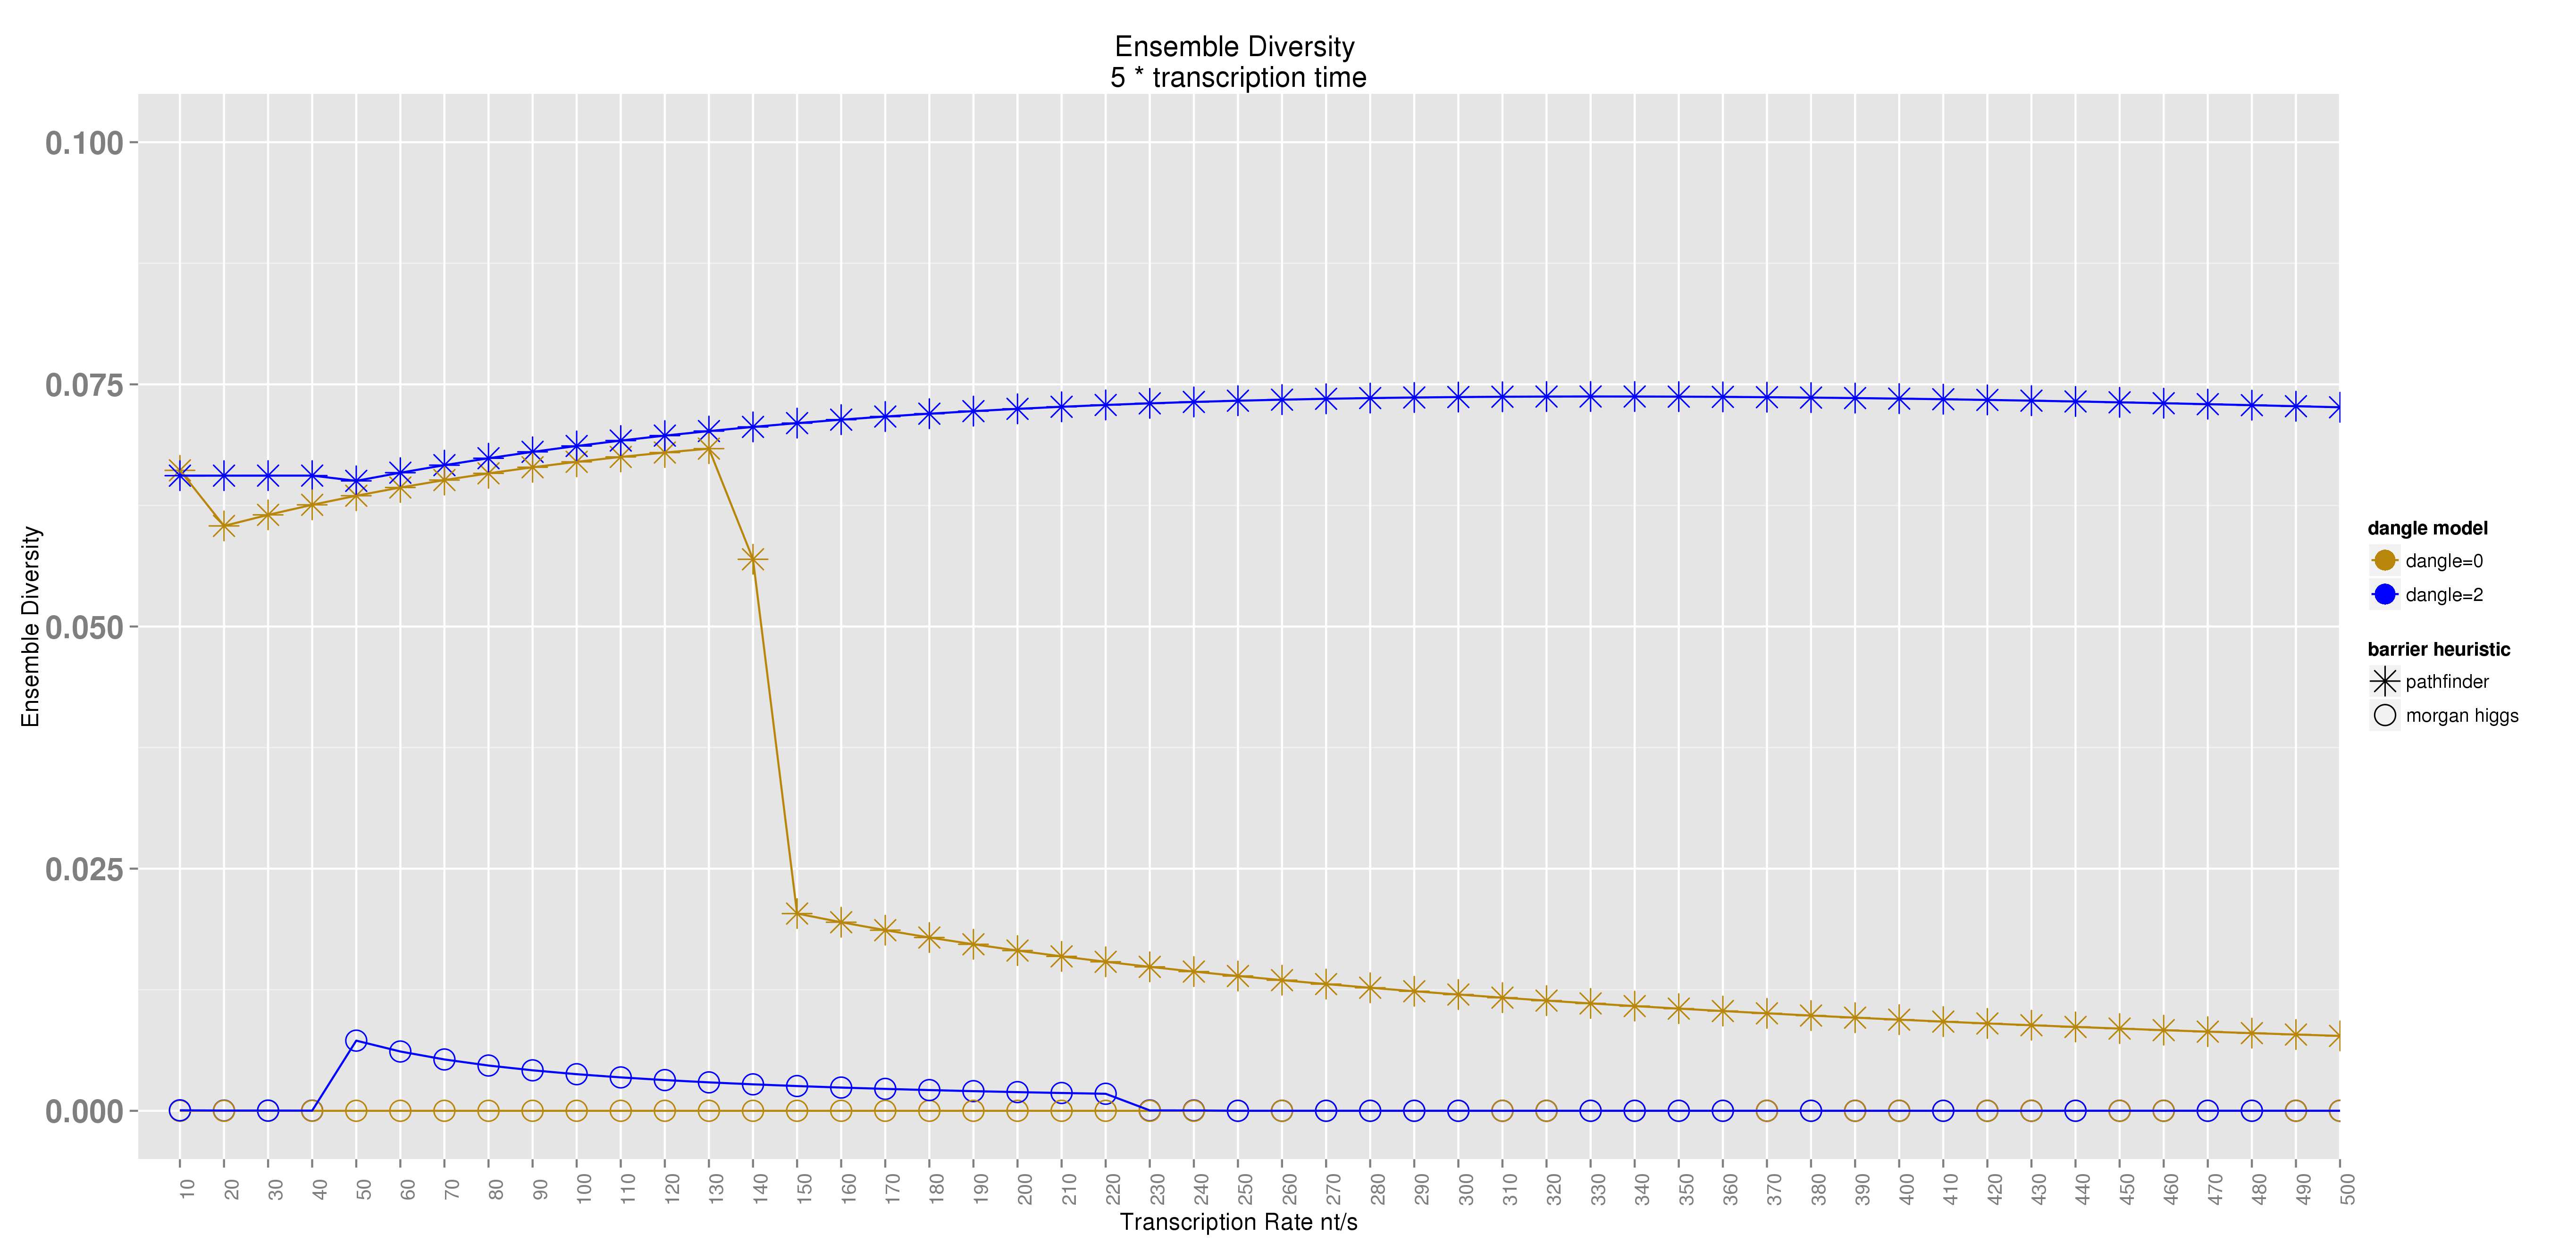 Ensemble Diversity
5 * transcription time
Ensemble Diversity
0.100
0.075
0.050
0.025
0.000
10 20 30 40 50 60 70 80 90 100 110 120 130 140 150 160 170 180 190 200 210 220 230 240 250 260 270 280 290 300 310 320 330 340 350 360 370 380 390 400 410 420 430 440 450 460 470 480 490 500
Transcription Rate nt/s
dangle model
dangle=0
dangle=2
barrier heuristic
pathfinder
morgan higgs